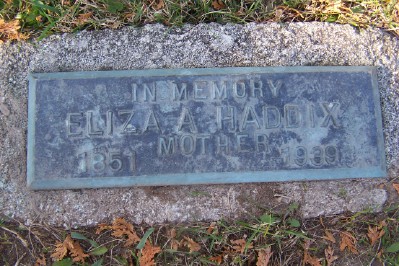 IN MEMORY
ELIZA A. HADDIX
MOTHER
1851 1939